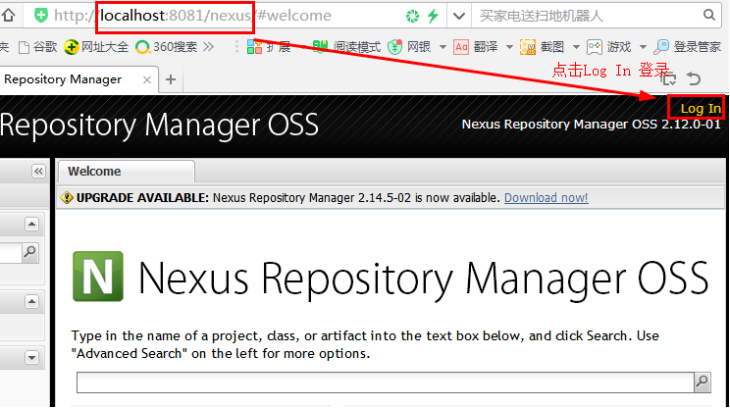 http://localhost:8081/nexus/#welcome 买家电送扫地机器人
夹 谷歌 网址大全 360搜索 >> 扩展 阅读模式 网银 Aa 翻译 截图 游戏 登录管家
Repository Manager × +
点击Log In 登录
Log In
Repository Manager OSS
Nexus Repository Manager OSS 2.12.0-01
Welcome
UPGRADE AVAILABLE: Nexus Repository Manager 2.14.5-02 is now available. Download now!
N Nexus Repository Manager OSS
Type in the name of a project, class, or artifact into the text box below, and click Search. Use
"Advanced Search" on the left for more options.